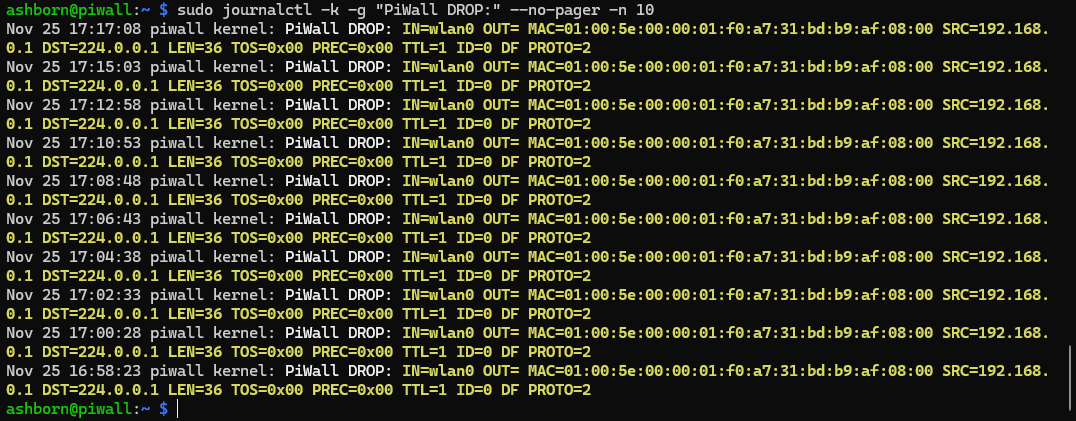 ashborn@piwall:~ $ sudo journalctl -k -g "PiWall DROP:" --no-pager -n 10
Nov 25 17:17:08 piwall kernel: PiWall DROP: IN=wlan0 OUT= MAC=01:00:5e:00:00:01:f0:a7:31:bd:b9:af:08:00 SRC=192.168.
0.1 DST=224.0.0.1 LEN=36 TOS=0x00 PREC=0x00 TTL=1 ID=0 DF PROTO=2
Nov 25 17:15:03 piwall kernel: PiWall DROP: IN=wlan0 OUT= MAC=01:00:5e:00:00:01:f0:a7:31:bd:b9:af:08:00 SRC=192.168.
0.1 DST=224.0.0.1 LEN=36 TOS=0x00 PREC=0x00 TTL=1 ID=0 DF PROTO=2
Nov 25 17:12:58 piwall kernel: PiWall DROP: IN=wlan0 OUT= MAC=01:00:5e:00:00:01:f0:a7:31:bd:b9:af:08:00 SRC=192.168.
0.1 DST=224.0.0.1 LEN=36 TOS=0x00 PREC=0x00 TTL=1 ID=0 DF PROTO=2
Nov 25 17:10:53 piwall kernel: PiWall DROP: IN=wlan0 OUT= MAC=01:00:5e:00:00:01:f0:a7:31:bd:b9:af:08:00 SRC=192.168.
0.1 DST=224.0.0.1 LEN=36 TOS=0x00 PREC=0x00 TTL=1 ID=0 DF PROTO=2
Nov 25 17:08:48 piwall kernel: PiWall DROP: IN=wlan0 OUT= MAC=01:00:5e:00:00:01:f0:a7:31:bd:b9:af:08:00 SRC=192.168.
0.1 DST=224.0.0.1 LEN=36 TOS=0x00 PREC=0x00 TTL=1 ID=0 DF PROTO=2
Nov 25 17:06:43 piwall kernel: PiWall DROP: IN=wlan0 OUT= MAC=01:00:5e:00:00:01:f0:a7:31:bd:b9:af:08:00 SRC=192.168.
0.1 DST=224.0.0.1 LEN=36 TOS=0x00 PREC=0x00 TTL=1 ID=0 DF PROTO=2
Nov 25 17:04:38 piwall kernel: PiWall DROP: IN=wlan0 OUT= MAC=01:00:5e:00:00:01:f0:a7:31:bd:b9:af:08:00 SRC=192.168.
0.1 DST=224.0.0.1 LEN=36 TOS=0x00 PREC=0x00 TTL=1 ID=0 DF PROTO=2
Nov 25 17:02:33 piwall kernel: PiWall DROP: IN=wlan0 OUT= MAC=01:00:5e:00:00:01:f0:a7:31:bd:b9:af:08:00 SRC=192.168.
0.1 DST=224.0.0.1 LEN=36 TOS=0x00 PREC=0x00 TTL=1 ID=0 DF PROTO=2
Nov 25 17:00:28 piwall kernel: PiWall DROP: IN=wlan0 OUT= MAC=01:00:5e:00:00:01:f0:a7:31:bd:b9:af:08:00 SRC=192.168.
0.1 DST=224.0.0.1 LEN=36 TOS=0x00 PREC=0x00 TTL=1 ID=0 DF PROTO=2
Nov 25 16:58:23 piwall kernel: PiWall DROP: IN=wlan0 OUT= MAC=01:00:5e:00:00:01:f0:a7:31:bd:b9:af:08:00 SRC=192.168.
0.1 DST=224.0.0.1 LEN=36 TOS=0x00 PREC=0x00 TTL=1 ID=0 DF PROTO=2
ashborn@piwall:~ $